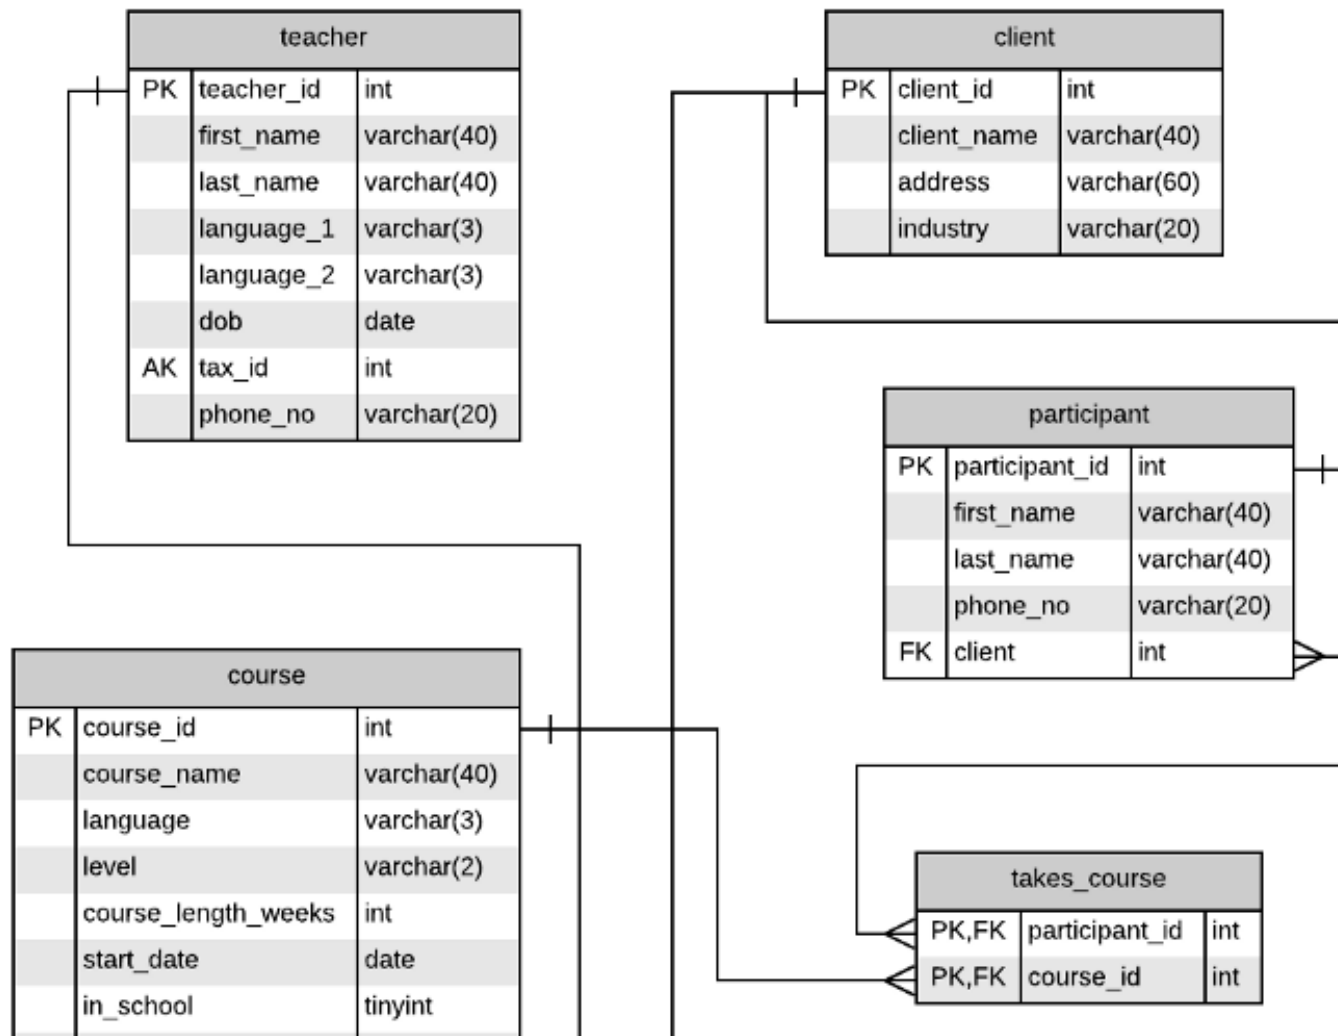 teacher
PK teacher_id int
first_name varchar(40)
last_name varchar(40)
language_1 varchar(3)
language_2 varchar(3)
dob date
AK tax_id int
phone_no varchar(20)
client
PK client_id int
client_name varchar(40)
address varchar(60)
industry varchar(20)
participant
PK participant_id int
first_name varchar(40)
last_name varchar(40)
phone_no varchar(20)
FK client int
course
PK course_id int
course_name varchar(40)
language varchar(3)
level varchar(2)
course_length_weeks int
start_date date
in_school tinyint
takes_course
PK,FK participant_id int
PK,FK course_id int